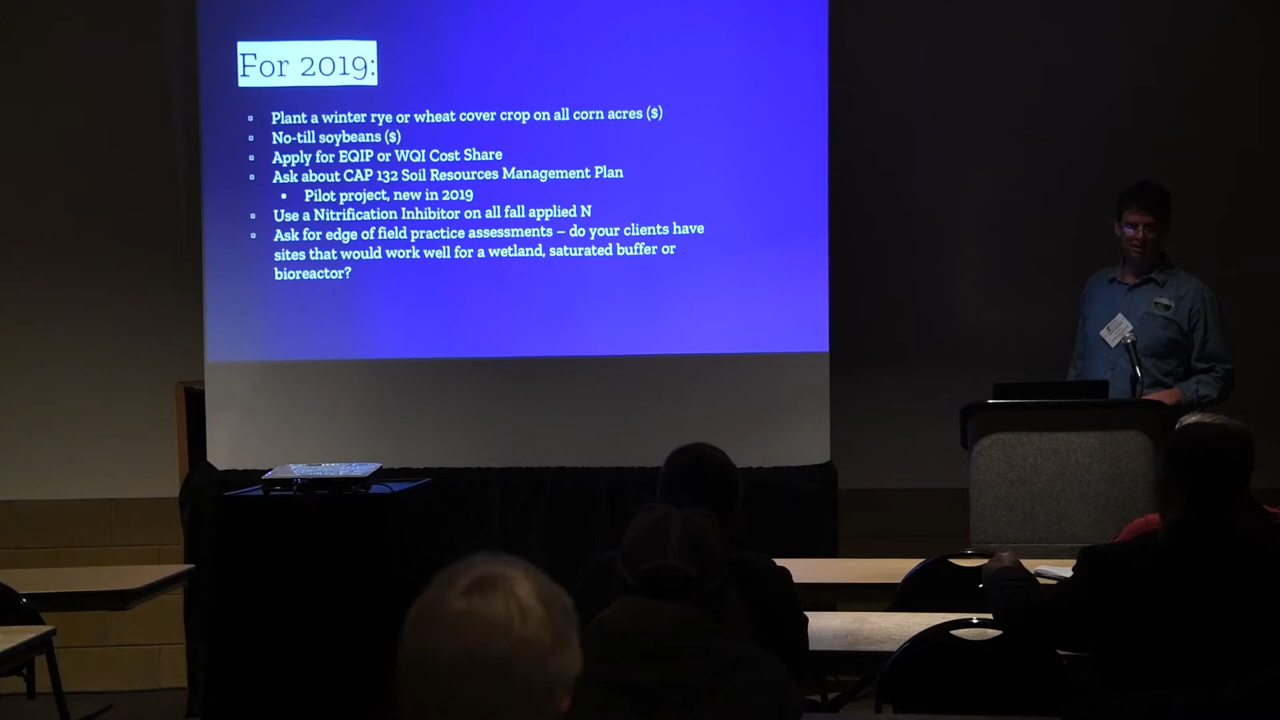 For 2019:
Plant a winter rye or wheat cover crop on all corn acres ($)
No-till soybeans ($)
Apply for EQIP or WQI Cost Share
Ask about CAP 132 Soil Resources Management Plan
Pilot project, new in 2019
Use a Nitrification Inhibitor on all fall applied N
Ask for edge of field practice assessments – do your clients have
sites that would work well for a wetland, saturated buffer or
bioreactor?